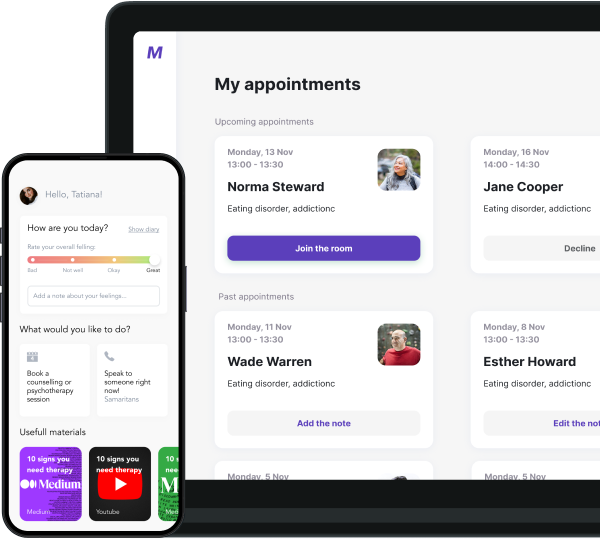 M
My appointments
Upcoming appointments
Monday, 13 Nov
13:00 - 13:30
Norma Steward
Eating disorder, addictionc
Join the room
Monday, 16 Nov
14:00 - 14:30
Jane Cooper
Eating disorder, addictionc
Decline
Past appointments
Monday, 11 Nov
13:00 - 13:30
Wade Warren
Eating disorder, addictionc
Add the note
Monday, 8 Nov
13:00 - 13:30
Esther Howard
Eating disorder, addictionc
Edit the not
Monday, 5 Nov
Monday, 5 Nov
Hello, Tatiana!
How are you today?
Show diary
Rate your overall felling:
Bad Not well Okay Great
Add a note about your feelings...
What would you like to do?
Book a
counselling or
psychotherapy
session
Speak to
someone right
now!
Samaritans
Usefull materials
10 signs you
need therapy
Medium
Medium
10 signs you
need therapy
Youtube
10 s
need
M
Med